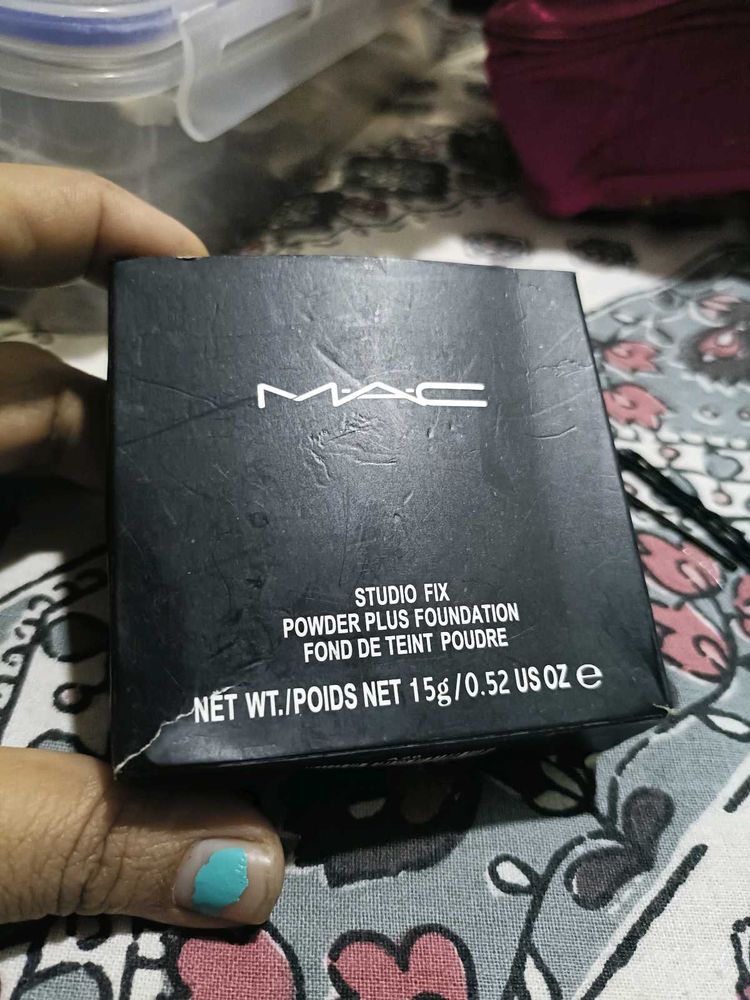 M·A·C
STUDIO FIX
POWDER PLUS FOUNDATION
FOND DE TEINT POUDRE
NET WT./POIDS NET 15g/0.52 US OZ ℮